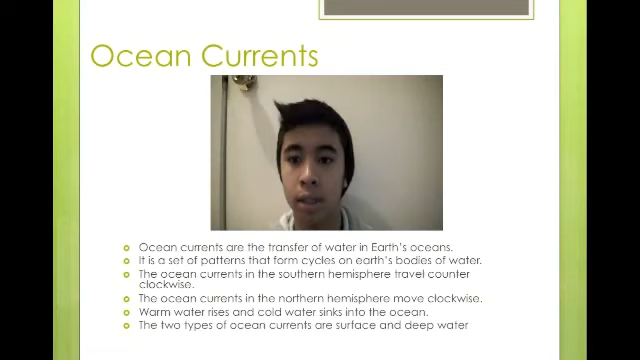 Ocean Currents
Ocean currents are the transfer of water in Earth's oceans.
It is a set of patterns that form cycles on earth's bodies of water.
The ocean currents in the southern hemisphere travel counter
clockwise.
The ocean currents in the northern hemisphere move clockwise.
Warm water rises and cold water sinks into the ocean.
The two types of ocean currents are surface and deep water